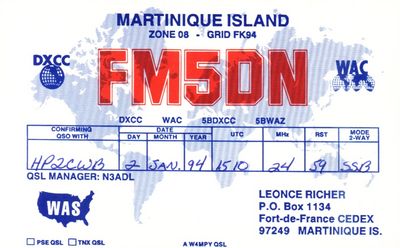 MARTINIQUE ISLAND
ZONE 08 - GRID FK94
DXCC
FM5DN
WAC
DXCC WAC 5BDXCC 5BWAZ
CONFIRMING QSO WITH DATE DAY MONTH YEAR UTC MHz RST MODE 2-WAY
HP2CWB 2 JAN. 94 1510 24 59 SSB
QSL MANAGER: N3ADL
WAS
LEONCE RICHER
P.O. Box 1134
Fort-de-France CEDEX
97249 MARTINIQUE IS.
PSE QSL TNX QSL
A W4MPY QSL